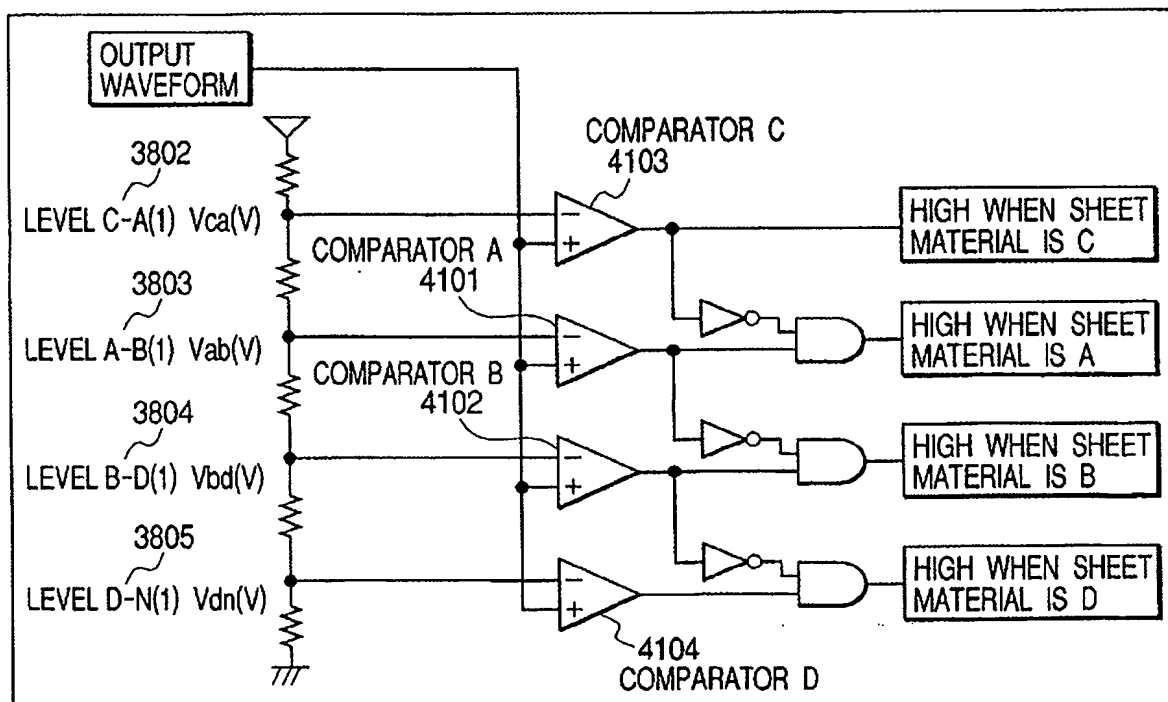 OUTPUT
WAVEFORM
COMPARATOR C
4103
3802
LEVEL C-A(1) Vca(V)
-
+
HIGH WHEN SHEET
MATERIAL IS C
COMPARATOR A
4101
3803
LEVEL A-B(1) Vab(V)
-
+
HIGH WHEN SHEET
MATERIAL IS A
COMPARATOR B
4102
3804
LEVEL B-D(1) Vbd(V)
-
+
HIGH WHEN SHEET
MATERIAL IS B
3805
LEVEL D-N(1) Vdn(V)
-
+
HIGH WHEN SHEET
MATERIAL IS D
4104
COMPARATOR D